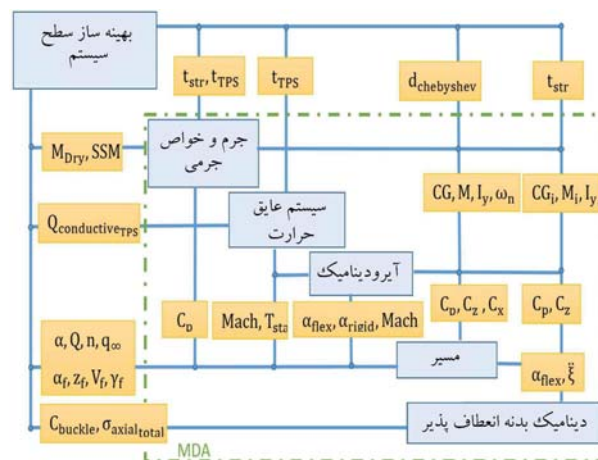 بهینه ساز سطح
سیستم
t_str, t_TPS
t_TPS
d_chebyshev
t_str
M_Dry, SSM
جرم و خواص
جرمی
CG, M, I_y, ω_n
CG_i, M_i, I_y
Q_conductive_TPS
سیستم عایق
حرارت
آیرودینامیک
C_D
Mach, T_sta
α_flex, α_rigid, Mach
C_D, C_z, C_x
C_p, C_z
α, Q, n, q_∞
α_f, z_f, V_f, γ_f
مسیر
α_flex, ξ̈
C_buckle, σ_axial_total
دینامیک بدنه انعطاف پذیر
MDA